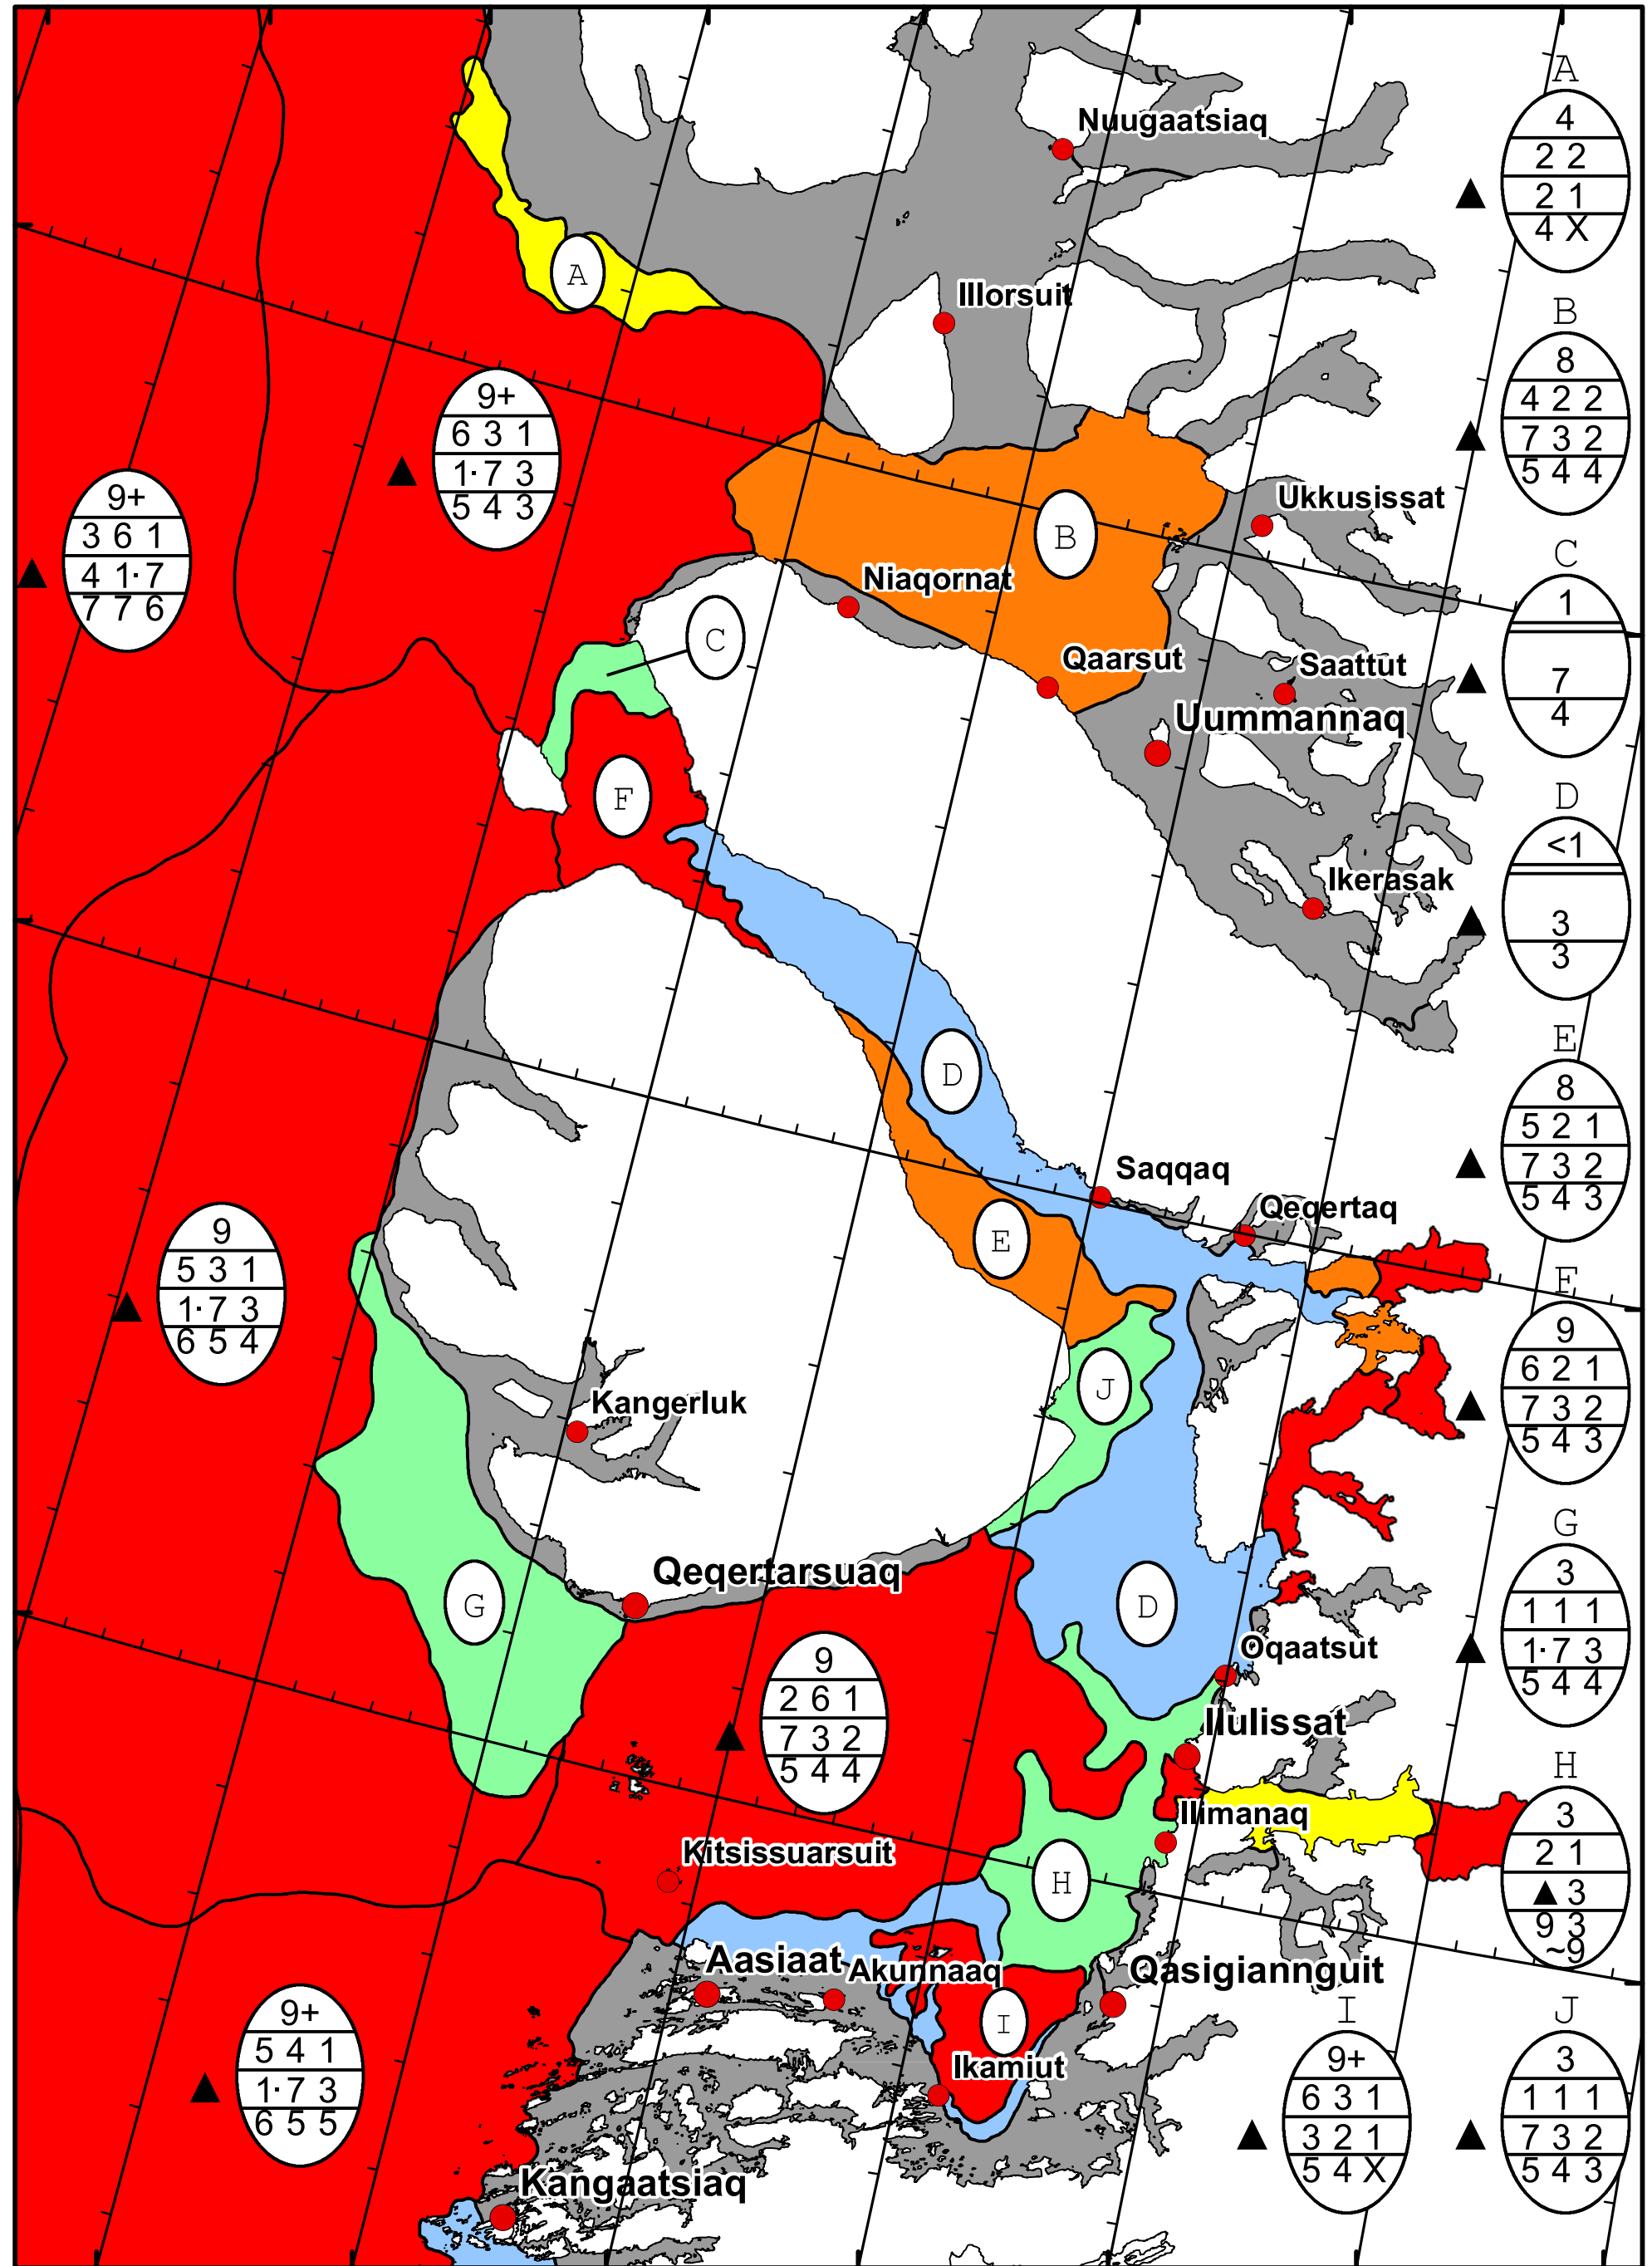 A
4
2 2
2 1
4 X
Nuugaatsiaq
A
Illorsuit
B
8
4 2 2
7 3 2
5 4 4
9+
6 3 1
1· 7 3
5 4 3
9+
3 6 1
4 1· 7
7 7 6
Ukkusissat
B
Niaqornat
C
1
7
4
C
Qaarsut
Saattut
Uummannaq
F
D
<1
3
3
Ikerasak
D
E
8
5 2 1
7 3 2
5 4 3
Saqqaq
Qeqertaq
E
9
5 3 1
1· 7 3
6 5 4
F
9
6 2 1
7 3 2
5 4 3
J
Kangerluk
G
3
1 1 1
1· 7 3
5 4 4
Qeqertarsuaq
G
D
Oqaatsut
9
2 6 1
7 3 2
5 4 4
Ilulissat
H
3
2 1
▲ 3
9 3
~9
Ilimanaq
Kitsissuarsuit
H
Aasiaat
Akunnaaq
Qasigiannguit
9+
5 4 1
1· 7 3
6 5 5
I
Ikamiut
I
9+
6 3 1
3 2 1
5 4 X
J
3
1 1 1
7 3 2
5 4 3
Kangaatsiaq